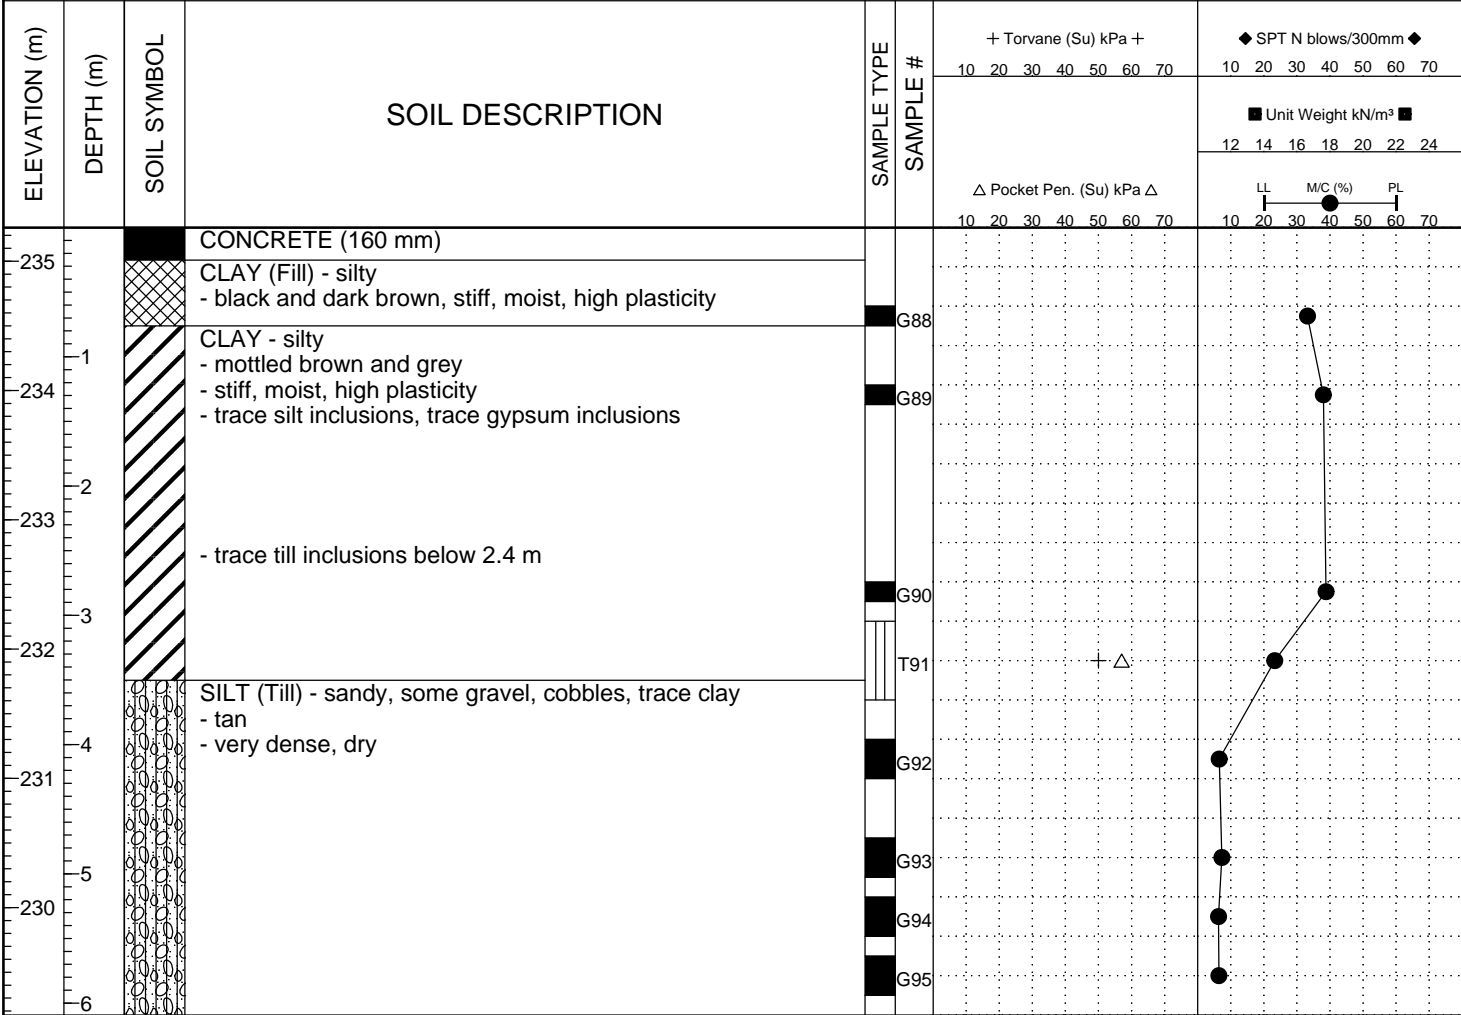 ELEVATION (m)
DEPTH (m)
SOIL SYMBOL
SOIL DESCRIPTION
SAMPLE TYPE
SAMPLE #
+ Torvane (Su) kPa +
10 20 30 40 50 60 70
△ Pocket Pen. (Su) kPa △
10 20 30 40 50 60 70
◆ SPT N blows/300mm ◆
10 20 30 40 60 60 70
■ Unit Weight kN/m³ ■
12 14 16 18 20 22 24
LL M/C (%) PL
10 20 30 40 50 60 70
CONCRETE (160 mm)
235
CLAY (Fill) - silty
- black and dark brown, stiff, moist, high plasticity
G88
CLAY - silty
1
- mottled brown and grey
234
- stiff, moist, high plasticity
G89
- trace silt inclusions, trace gypsum inclusions
2
233
- trace till inclusions below 2.4 m
G90
3
232
T91
SILT (Till) - sandy, some gravel, cobbles, trace clay
- tan
4
- very dense, dry
G92
231
G93
5
230
G94
G95
6